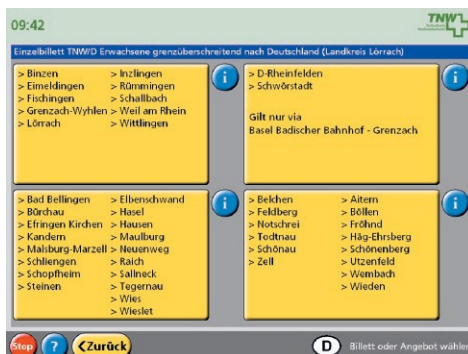 09:42
TNW
Einzelbillett TNW/D Erwachsene grenzüberschreitend nach Deutschland (Landkreis Lörrach)
> Binzen > Inzlingen
> Eimeldingen > Rümmingen
> Fischingen > Schallbach
> Grenzach-Wyhlen > Weil am Rhein
> Lörrach > Wittlingen
i
> D-Rheinfelden
> Schwörstadt
Gilt nur via
Basel Badischer Bahnhof - Grenzach
i
> Bad Bellingen > Elbenschwand
> Bürchau > Hasel
> Efringen Kirchen > Hausen
> Kandern > Maulburg
> Malsburg-Marzell > Neuenweg
> Schliengen > Raich
> Schopfheim > Sallneck
> Steinen > Tegernau
> Wies
> Wieslet
i
> Belchen > Aitern
> Feldberg > Böllen
> Notschrei > Fröhnd
> Todtnau > Häg-Ehrsberg
> Schönau > Schönenberg
> Zell > Utzenfeld
> Wembach
> Wieden
i
Stop ? < Zurück D Billett oder Angebot wählen